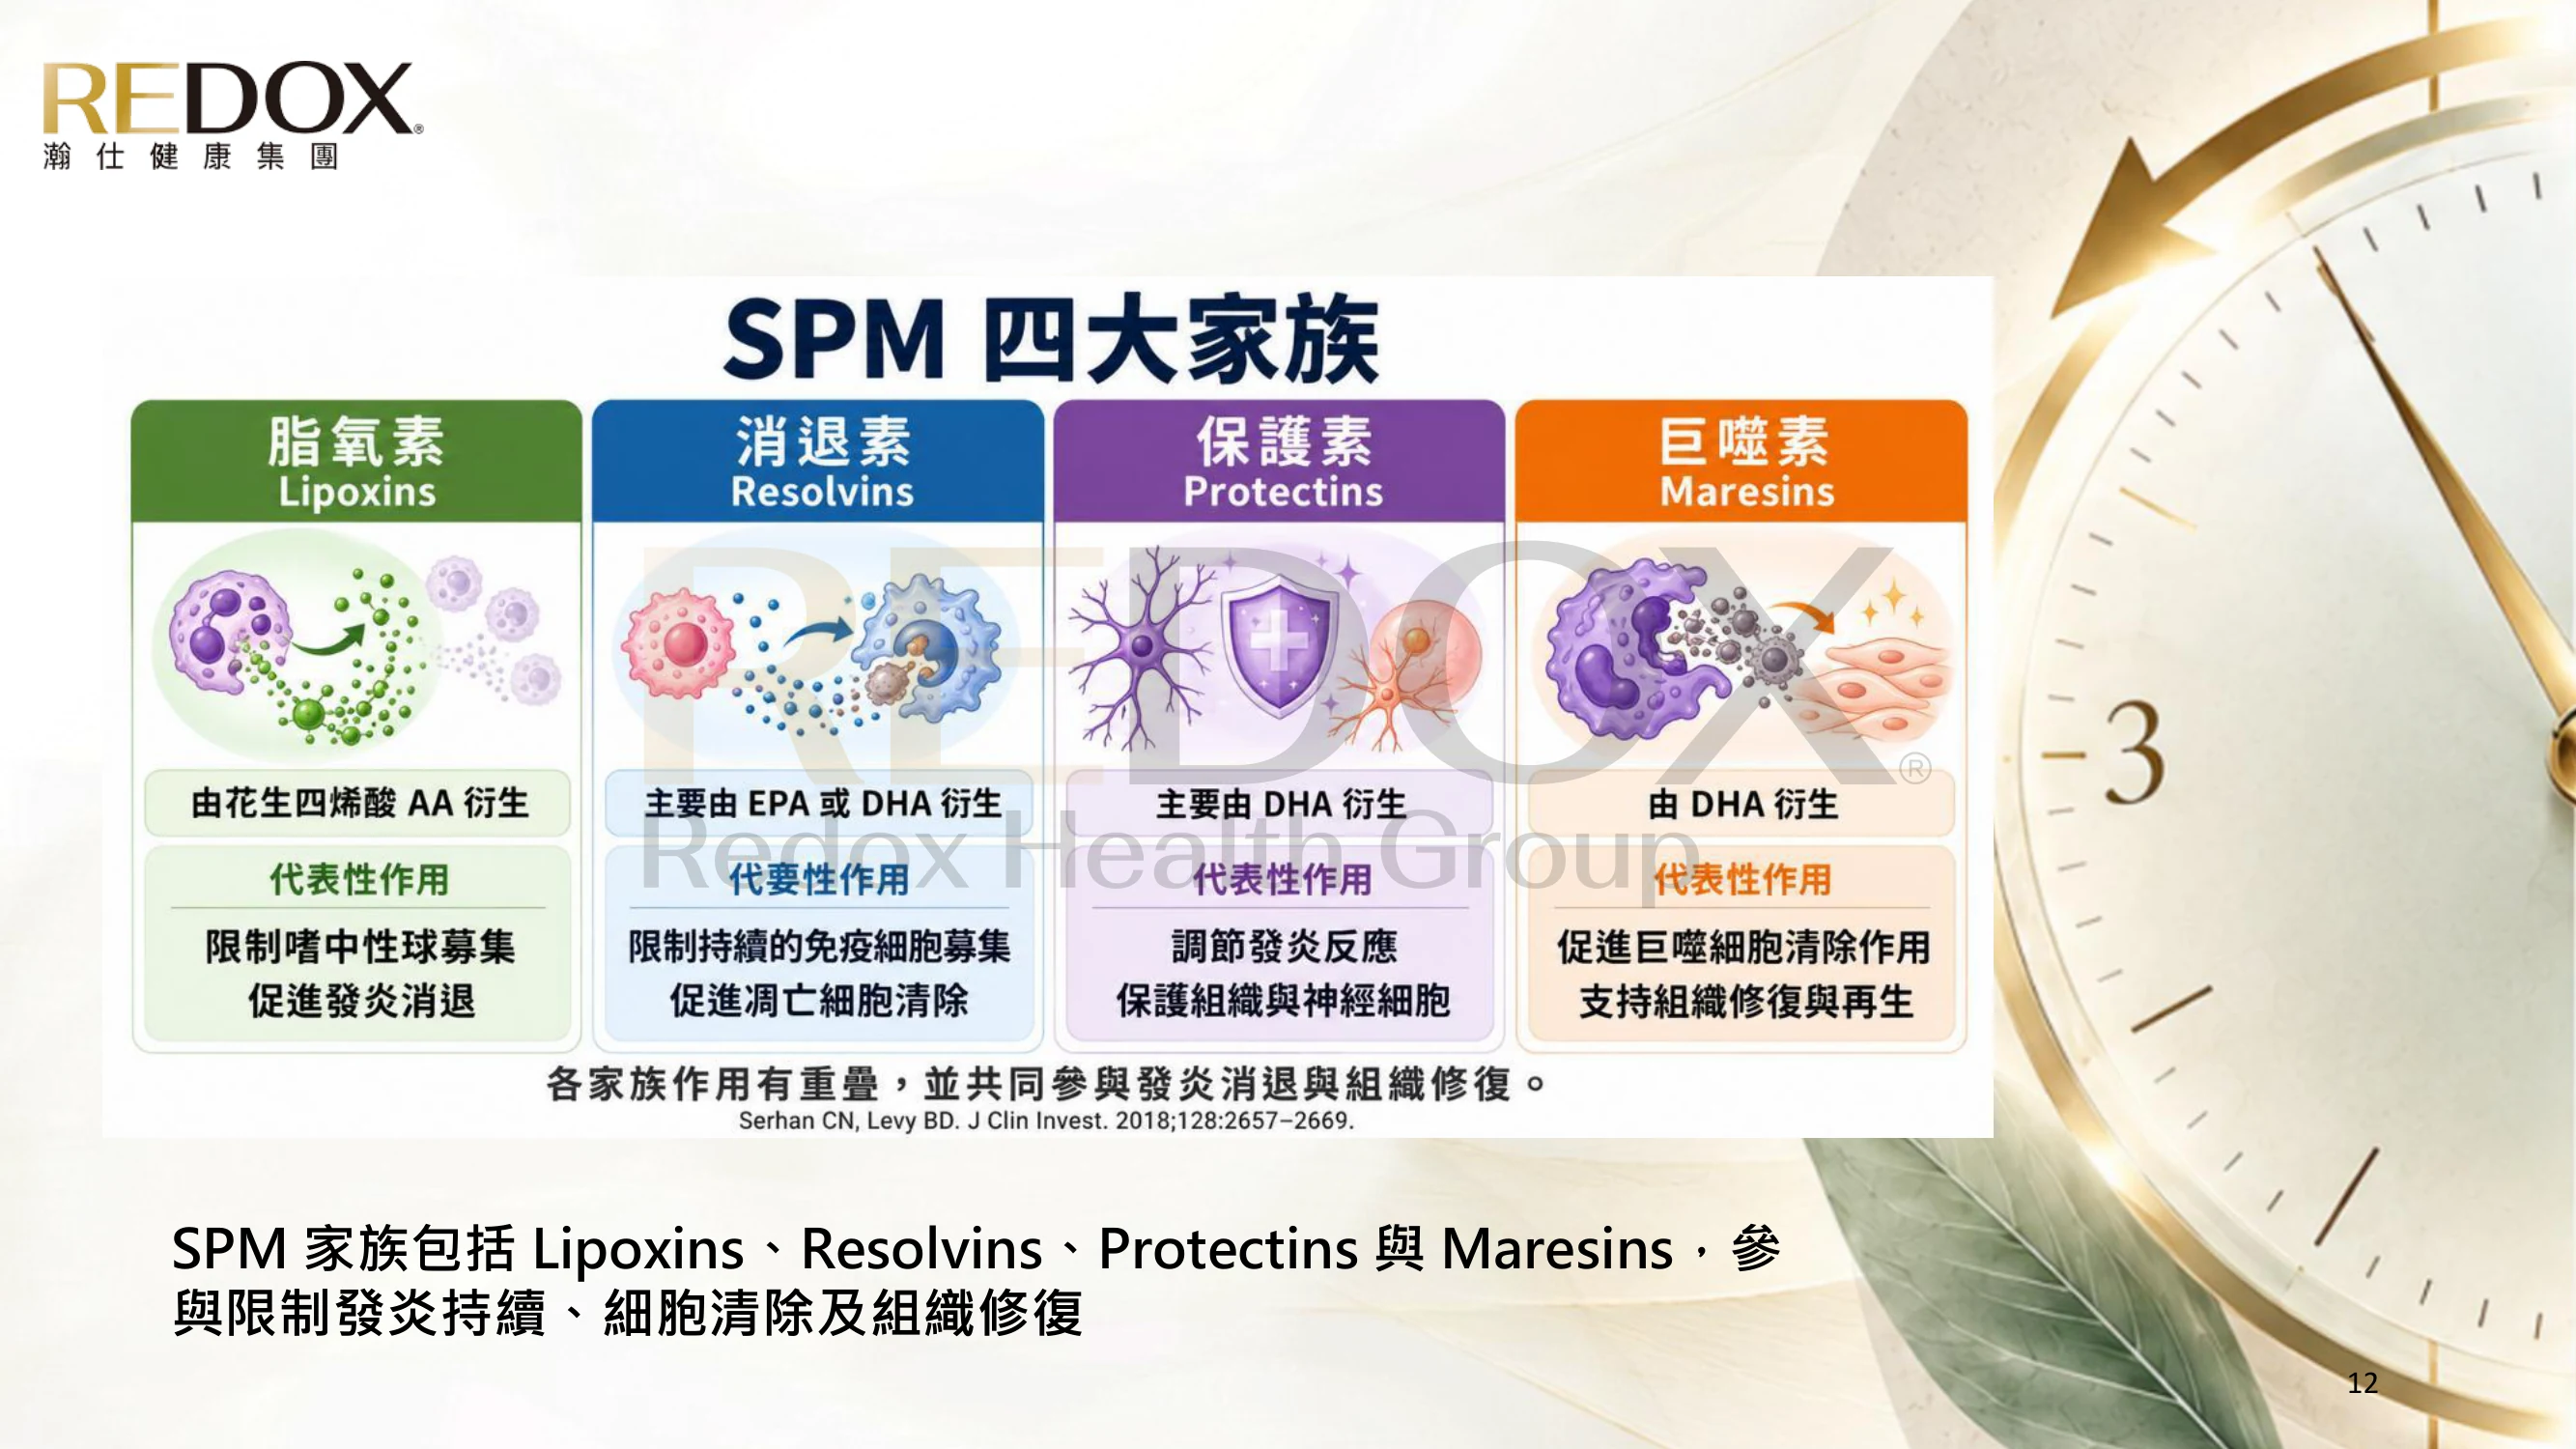 REDOX®
瀚仕健康集團
SPM 四大家族
脂氧素
Lipoxins
由花生四烯酸 AA 衍生
代表性作用
限制嗜中性球募集
促進發炎消退
消退素
Resolvins
主要由 EPA 或 DHA 衍生
代要性作用
限制持續的免疫細胞募集
促進凋亡細胞清除
保護素
Protectins
主要由 DHA 衍生
代表性作用
調節發炎反應
保護組織與神經細胞
巨噬素
Maresins
由 DHA 衍生
代表性作用
促進巨噬細胞清除作用
支持組織修復與再生
REDOX®
Redox Health Group
各家族作用有重疊，並共同參與發炎消退與組織修復。
Serhan CN, Levy BD. J Clin Invest. 2018;128:2657–2669.
SPM 家族包括 Lipoxins、Resolvins、Protectins 與 Maresins，參
與限制發炎持續、細胞清除及組織修復
3
12